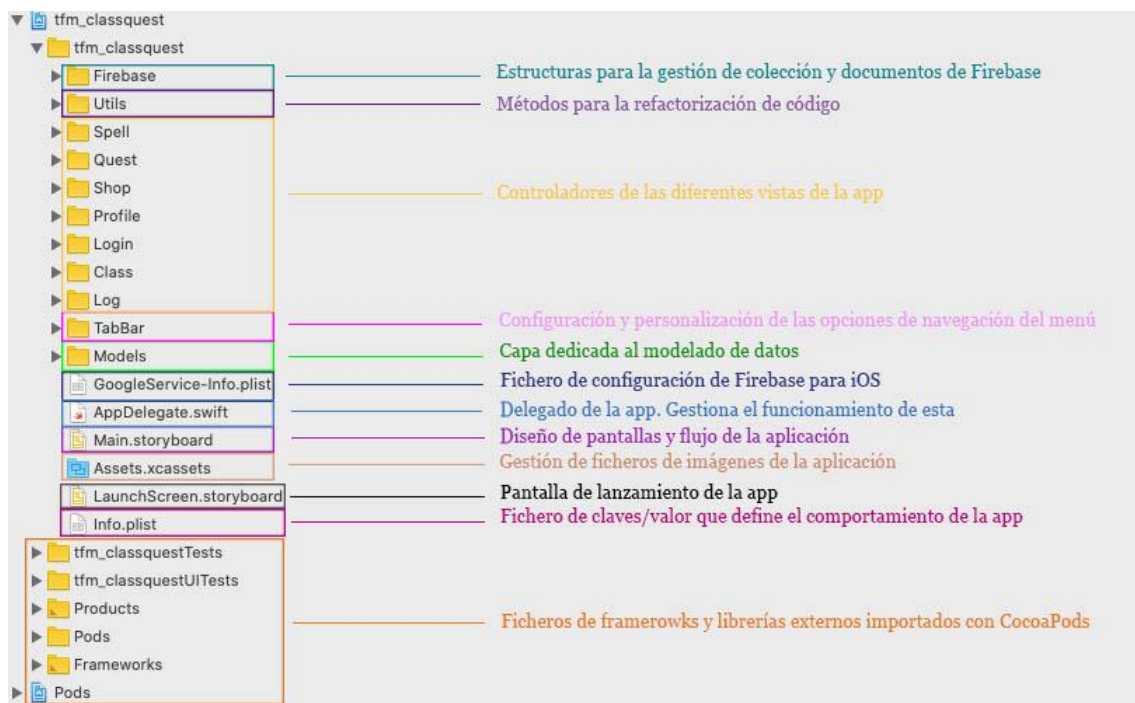 tfm_classquest
tfm_classquest
Firebase
Estructuras para la gestión de colección y documentos de Firebase
Utils
Métodos para la refactorización de código
Spell
Quest
Shop
Controladores de las diferentes vistas de la app
Profile
Login
Class
Log
TabBar
Configuración y personalización de las opciones de navegación del menú
Models
Capa dedicada al modelado de datos
GoogleService-Info.plist
Fichero de configuración de Firebase para iOS
AppDelegate.swift
Delegado de la app. Gestiona el funcionamiento de esta
Main.storyboard
Diseño de pantallas y flujo de la aplicación
Assets.xcassets
Gestión de ficheros de imágenes de la aplicación
LaunchScreen.storyboard
Pantalla de lanzamiento de la app
Info.plist
Fichero de claves/valor que define el comportamiento de la app
tfm_classquestTests
tfm_classquestUITests
Products
Ficheros de framerowks y librerías externos importados con CocoaPods
Pods
Frameworks
Pods